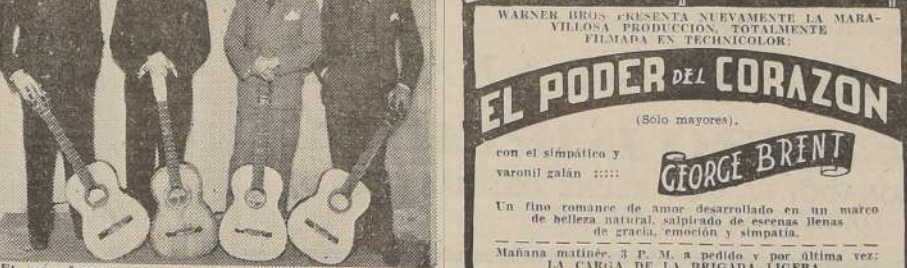 WARNER BROS PRESENTA NUEVAMENTE LA MARA-
VILLOSA PRODUCCION, TOTALMENTE
FILMADA EN TECHNICOLOR:
EL PODER DEL CORAZON
(Sólo mayores).
con el simpático y
varonil galán :::::
GEORGE BRENT
Un fino romance de amor desarrollado en un marco
de belleza natural, salpicado de escenas llenas
de gracia, emoción y simpatía.
Mañana matinée, 3 P. M. a pedido y por última vez:
LA CARGA DE LA BRIGADA LIGERA